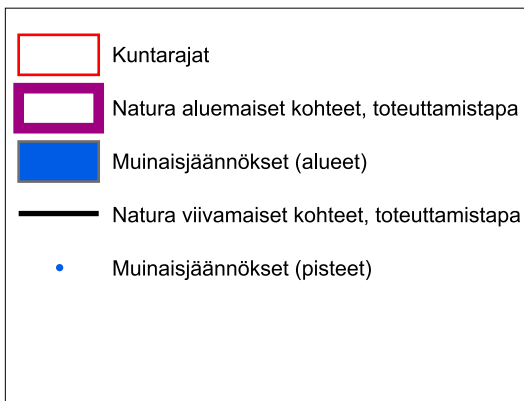 Kuntarajat
Natura aluemaiset kohteet, toteuttamistapa
Muinaisjäännökset (alueet)
Natura viivamaiset kohteet, toteuttamistapa
Muinaisjäännökset (pisteet)